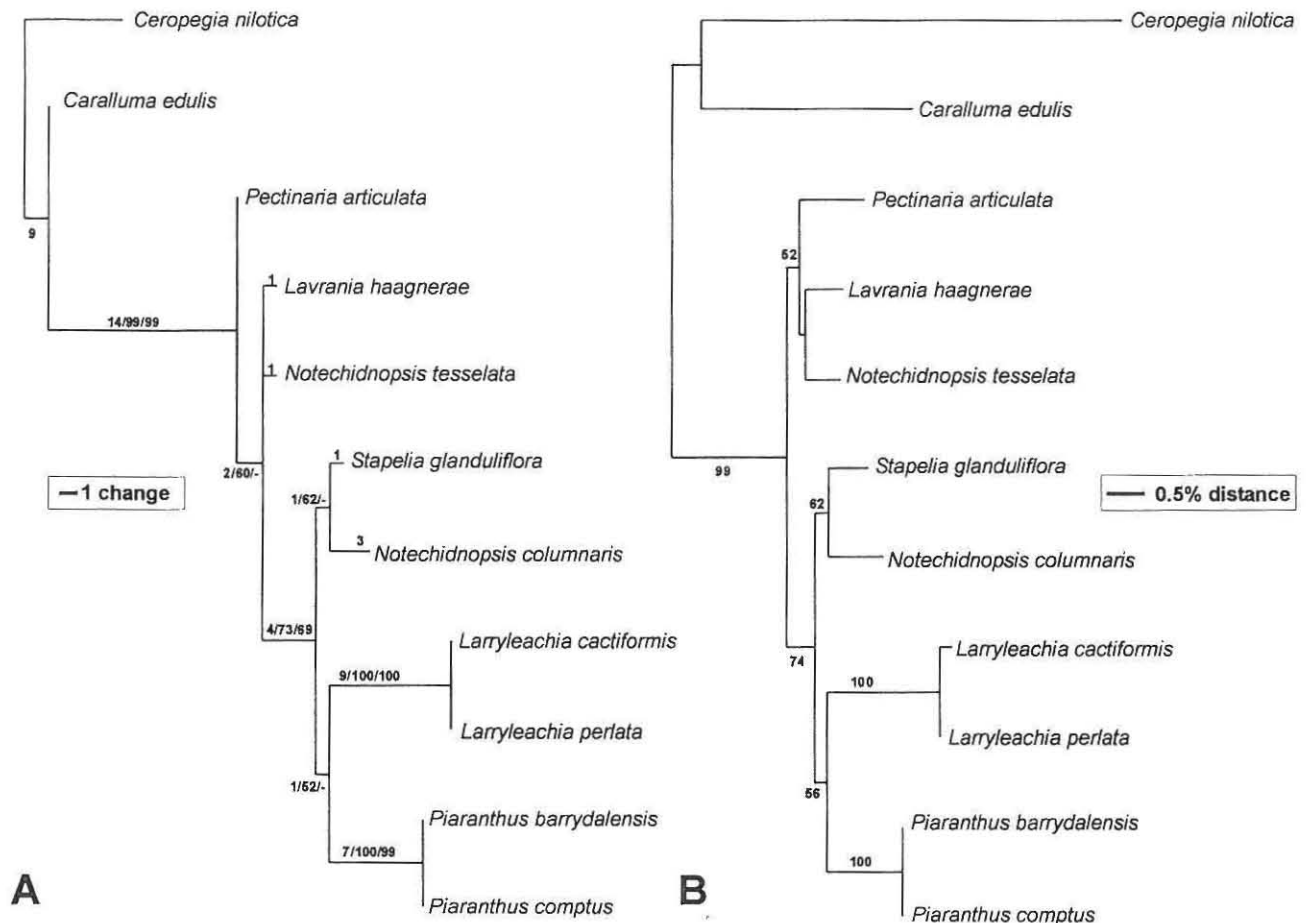 Ceropegia nilotica
Caralluma edulis
9
Pectinaria articulata
1 Lavrania haagnerae
14/99/99
1 Notechidnopsis tesselata
2/60/-
1 Stapelia glanduliflora
1 change
1/62/-
3 Notechidnopsis columnaris
4/73/69
Larryleachia cactiformis
9/100/100
Larryleachia perlata
1/52/-
Piaranthus barrydalensis
7/100/99
Piaranthus comptus
A
Ceropegia nilotica
Caralluma edulis
Pectinaria articulata
52
Lavrania haagnerae
Notechidnopsis tesselata
99
Stapelia glanduliflora
0.5% distance
62
Notechidnopsis columnaris
74
Larryleachia cactiformis
100
Larryleachia perlata
56
Piaranthus barrydalensis
100
Piaranthus comptus
B